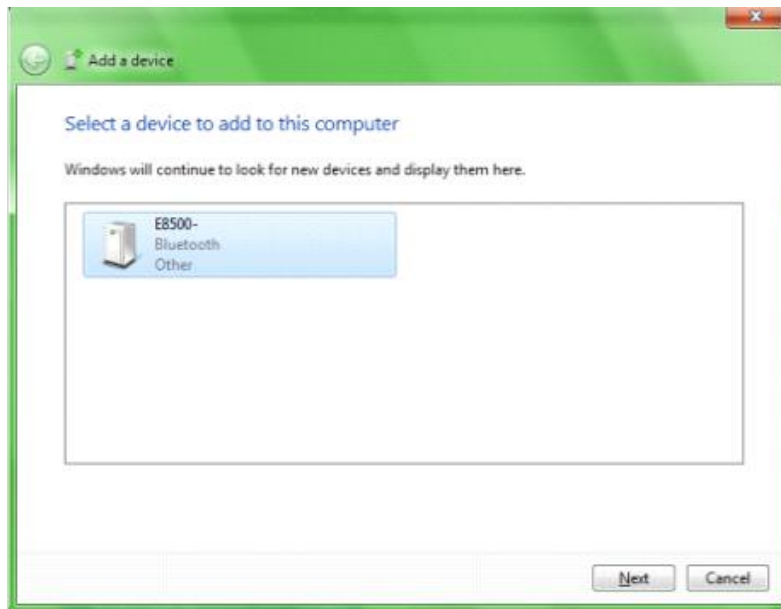 Add a device
Select a device to add to this computer
Windows will continue to look for new devices and display them here.
E8500-
Bluetooth
Other
Next
Cancel